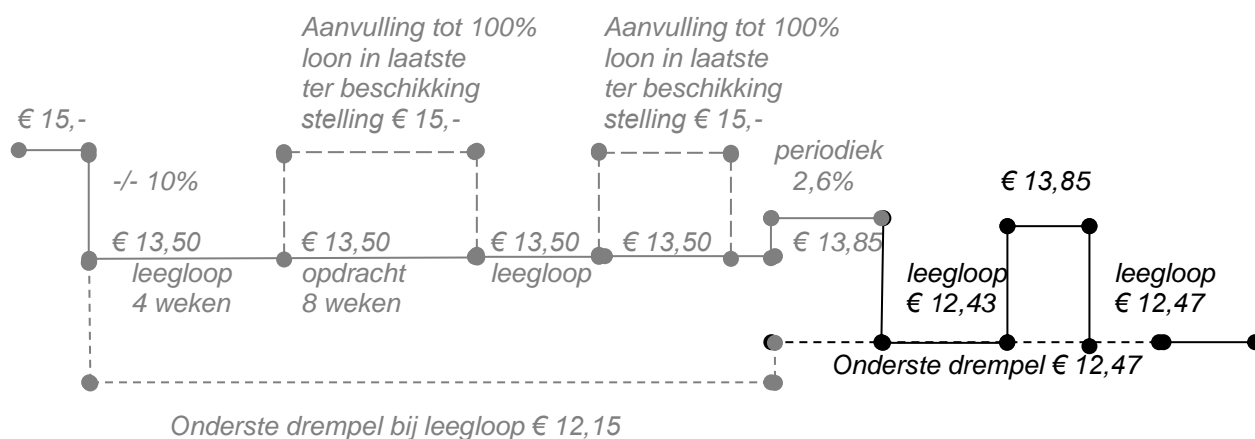 Aanvulling tot 100%
loon in laatste
ter beschikking
stelling € 15,-
Aanvulling tot 100%
loon in laatste
ter beschikking
stelling € 15,-
€ 15,-
-/- 10%
periodiek
2,6%
€ 13,85
€ 13,50
leegloop
4 weken
€ 13,50
opdracht
8 weken
€ 13,50
leegloop
€ 13,50
€ 13,85
leegloop
€ 12,43
leegloop
€ 12,47
Onderste drempel € 12,47
Onderste drempel bij leegloop € 12,15